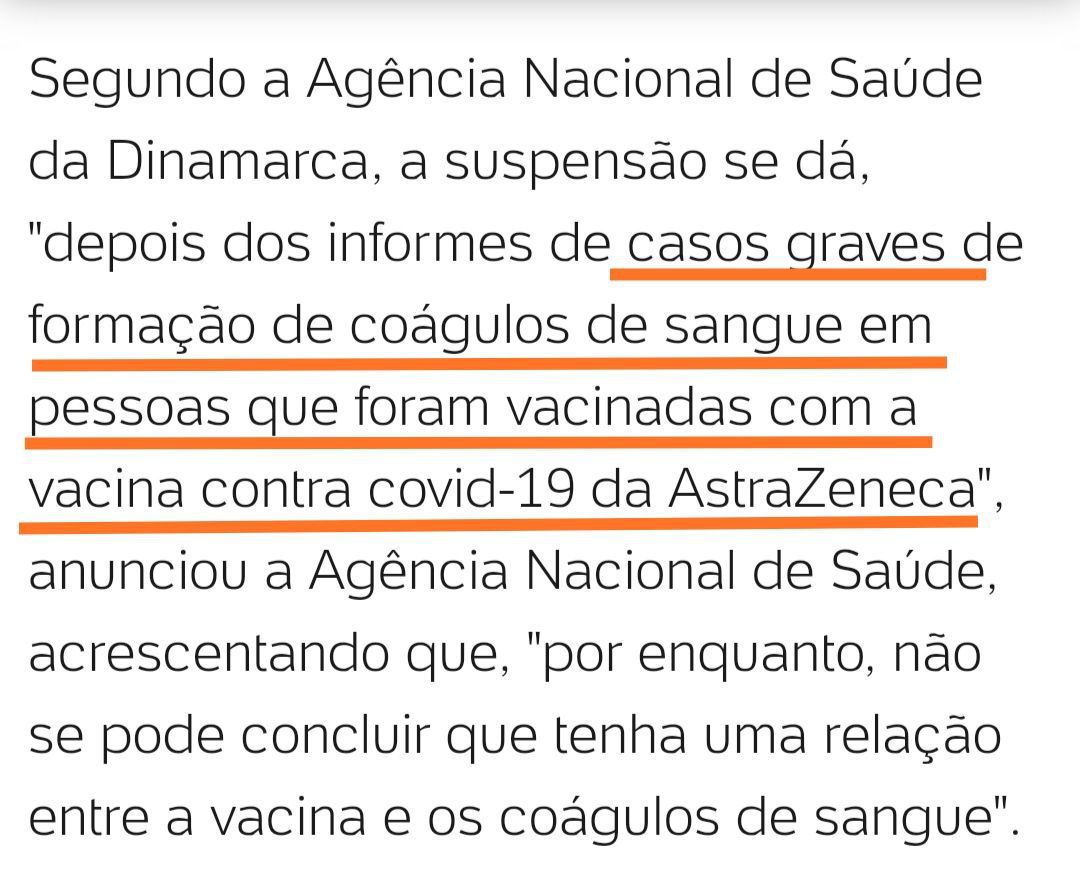 Segundo a Agência Nacional de Saúde
da Dinamarca, a suspensão se dá,
"depois dos informes de casos graves de
formação de coágulos de sangue em
pessoas que foram vacinadas com a
vacina contra covid-19 da AstraZeneca",
anunciou a Agência Nacional de Saúde,
acrescentando que, "por enquanto, não
se pode concluir que tenha uma relação
entre a vacina e os coágulos de sangue".